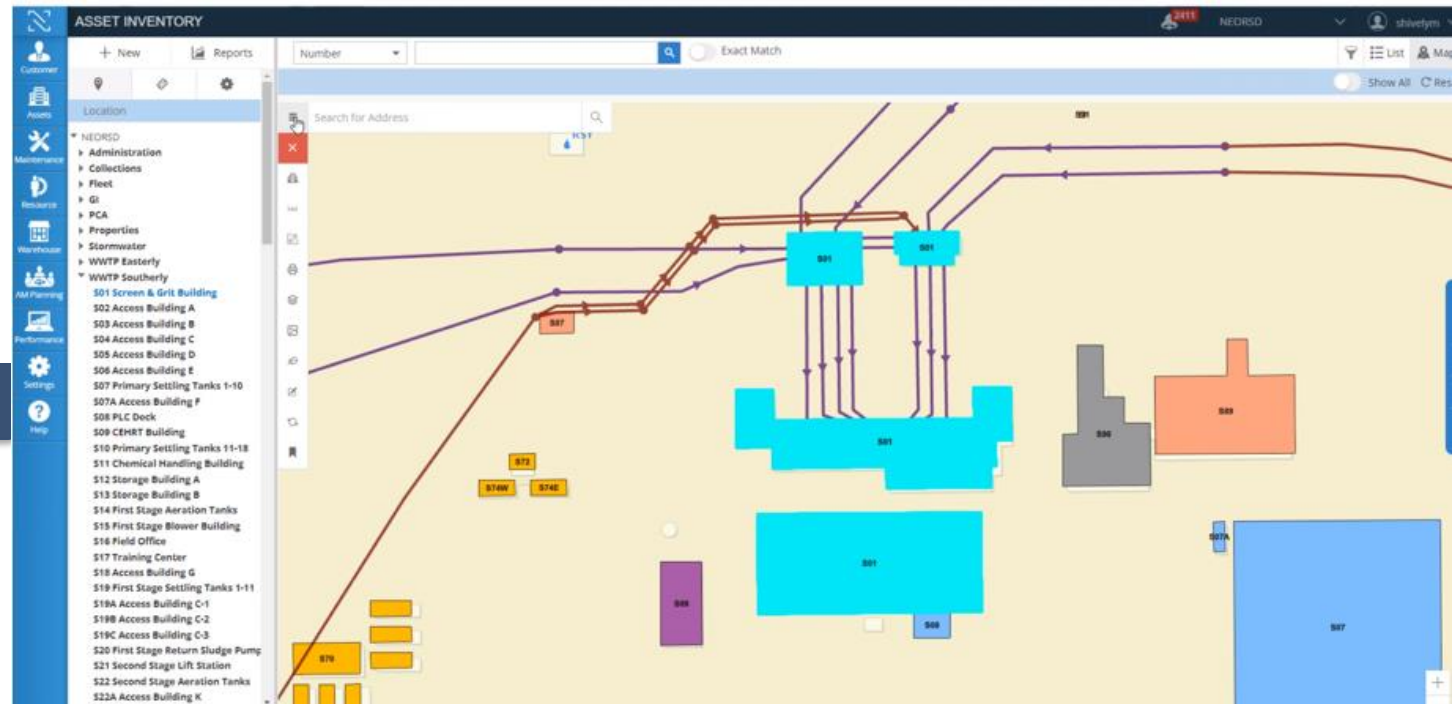 ASSET INVENTORY
2411
NEORSD
shivelym
Customer
Assets
Maintenance
Resource
Warehouse
AM Planning
Performance
Settings
Help
+ New
Reports
Location
NEORSD
Administration
Collections
Fleet
GI
PCA
Properties
Stormwater
WWTP Easterly
WWTP Southerly
S01 Screen & Grit Building
S02 Access Building A
S03 Access Building B
S04 Access Building C
S05 Access Building D
S06 Access Building E
S07 Primary Settling Tanks 1-10
S07A Access Building F
S08 PLC Dock
S09 CEHRT Building
S10 Primary Settling Tanks 11-18
S11 Chemical Handling Building
S12 Storage Building A
S13 Storage Building B
S14 First Stage Aeration Tanks
S15 First Stage Blower Building
S16 Field Office
S17 Training Center
S18 Access Building G
S19 First Stage Settling Tanks 1-11
S19A Access Building C-1
S19B Access Building C-2
S19C Access Building C-3
S20 First Stage Return Sludge Pump
S21 Second Stage Lift Station
S22 Second Stage Aeration Tanks
S22A Access Building K
Number
Exact Match
List
Map
Show All
Res
Search for Address
S01
S01
S01
S01
S72
S74W
S74E
S07A
S07
S70